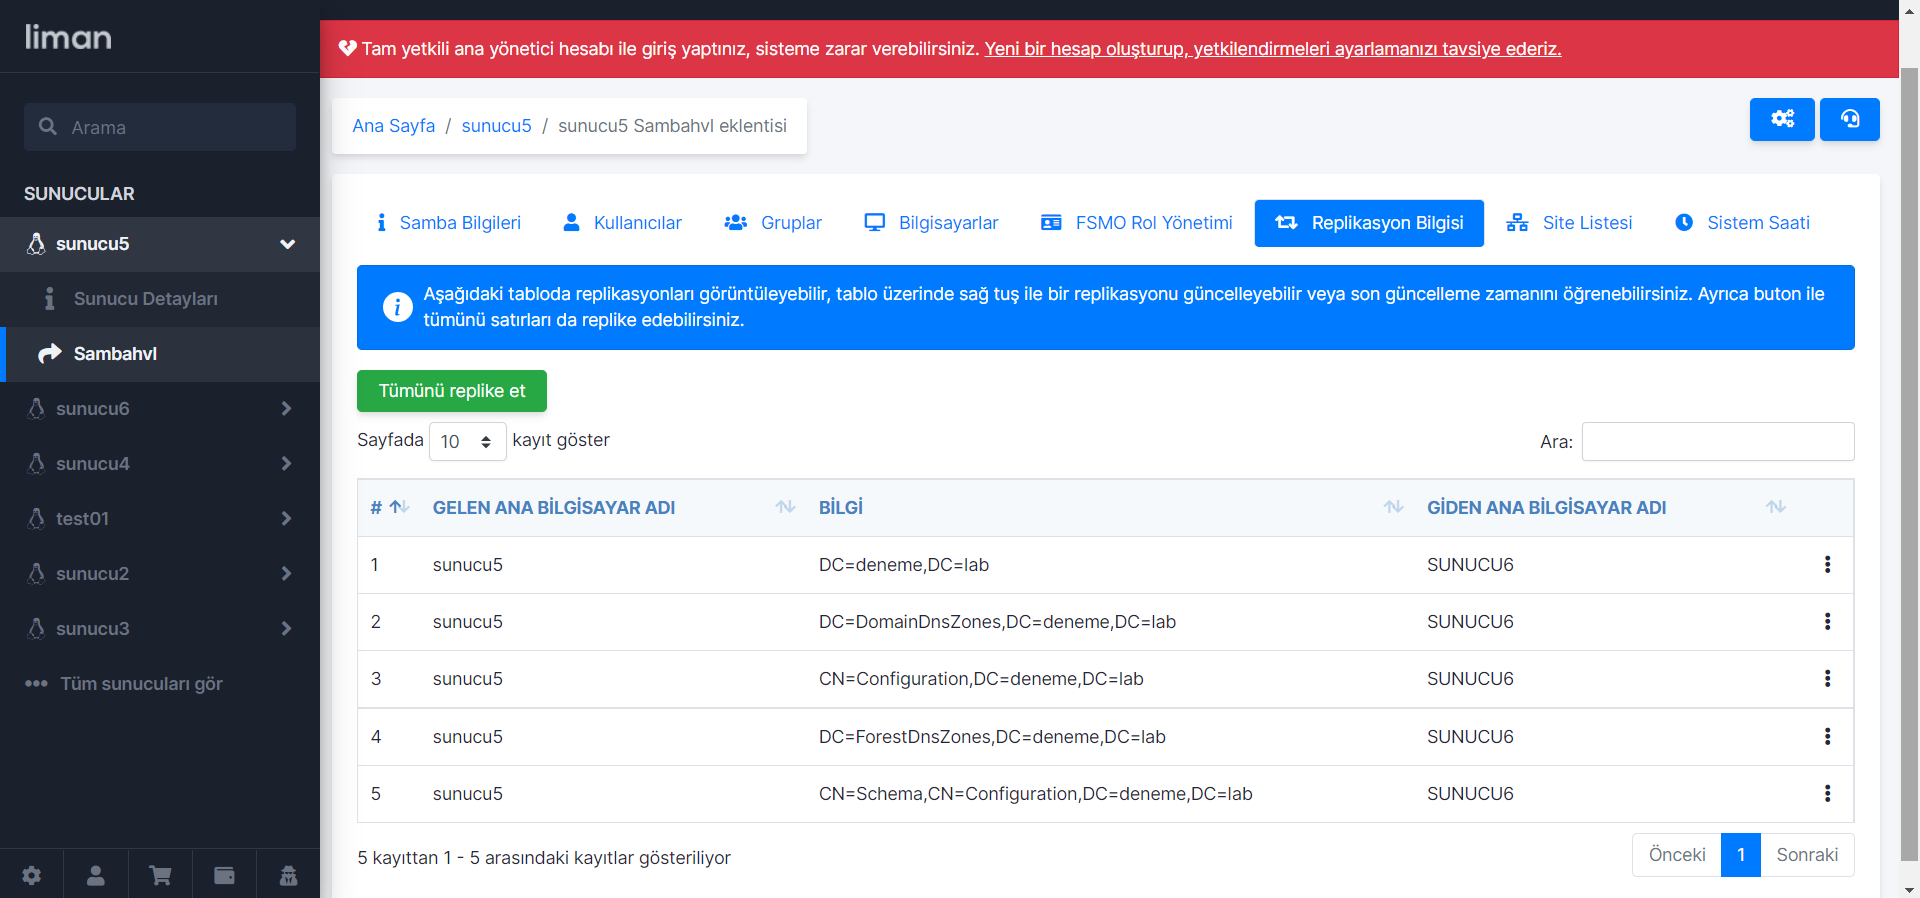 liman
Arama
SUNUCULAR
sunucu5
Sunucu Detayları
Sambahvl
sunucu6
sunucu4
test01
sunucu2
sunucu3
Tüm sunucuları gör
Tam yetkili ana yönetici hesabı ile giriş yaptınız, sisteme zarar verebilirsiniz. Yeni bir hesap oluşturup, yetkilendirmeleri ayarlamanızı tavsiye ederiz.
Ana Sayfa / sunucu5 / sunucu5 Sambahvl eklentisi
Samba Bilgileri Kullanıcılar Gruplar Bilgisayarlar FSMO Rol Yönetimi Replikasyon Bilgisi Site Listesi Sistem Saati
Aşağıdaki tabloda replikasyonları görüntüleyebilir, tablo üzerinde sağ tuş ile bir replikasyonu güncelleyebilir veya son güncelleme zamanını öğrenebilirsiniz. Ayrıca buton ile
tümünü satırları da replike edebilirsiniz.
Tümünü replike et
Sayfada 10 kayıt göster Ara:
# GELEN ANA BİLGİSAYAR ADI BİLGİ GİDEN ANA BİLGİSAYAR ADI
1 sunucu5 DC=deneme,DC=lab SUNUCU6
2 sunucu5 DC=DomainDnsZones,DC=deneme,DC=lab SUNUCU6
3 sunucu5 CN=Configuration,DC=deneme,DC=lab SUNUCU6
4 sunucu5 DC=ForestDnsZones,DC=deneme,DC=lab SUNUCU6
5 sunucu5 CN=Schema,CN=Configuration,DC=deneme,DC=lab SUNUCU6
5 kayıttan 1 - 5 arasındaki kayıtlar gösteriliyor Önceki 1 Sonraki